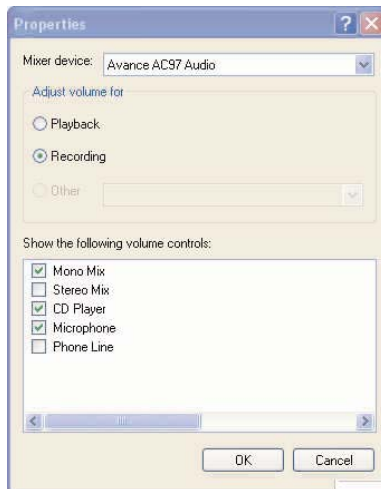 Properties
Mixer device: Avance AC97 Audio
Adjust volume for
Playback
Recording
Other
Show the following volume controls:
Mono Mix
Stereo Mix
CD Player
Microphone
Phone Line
OK Cancel